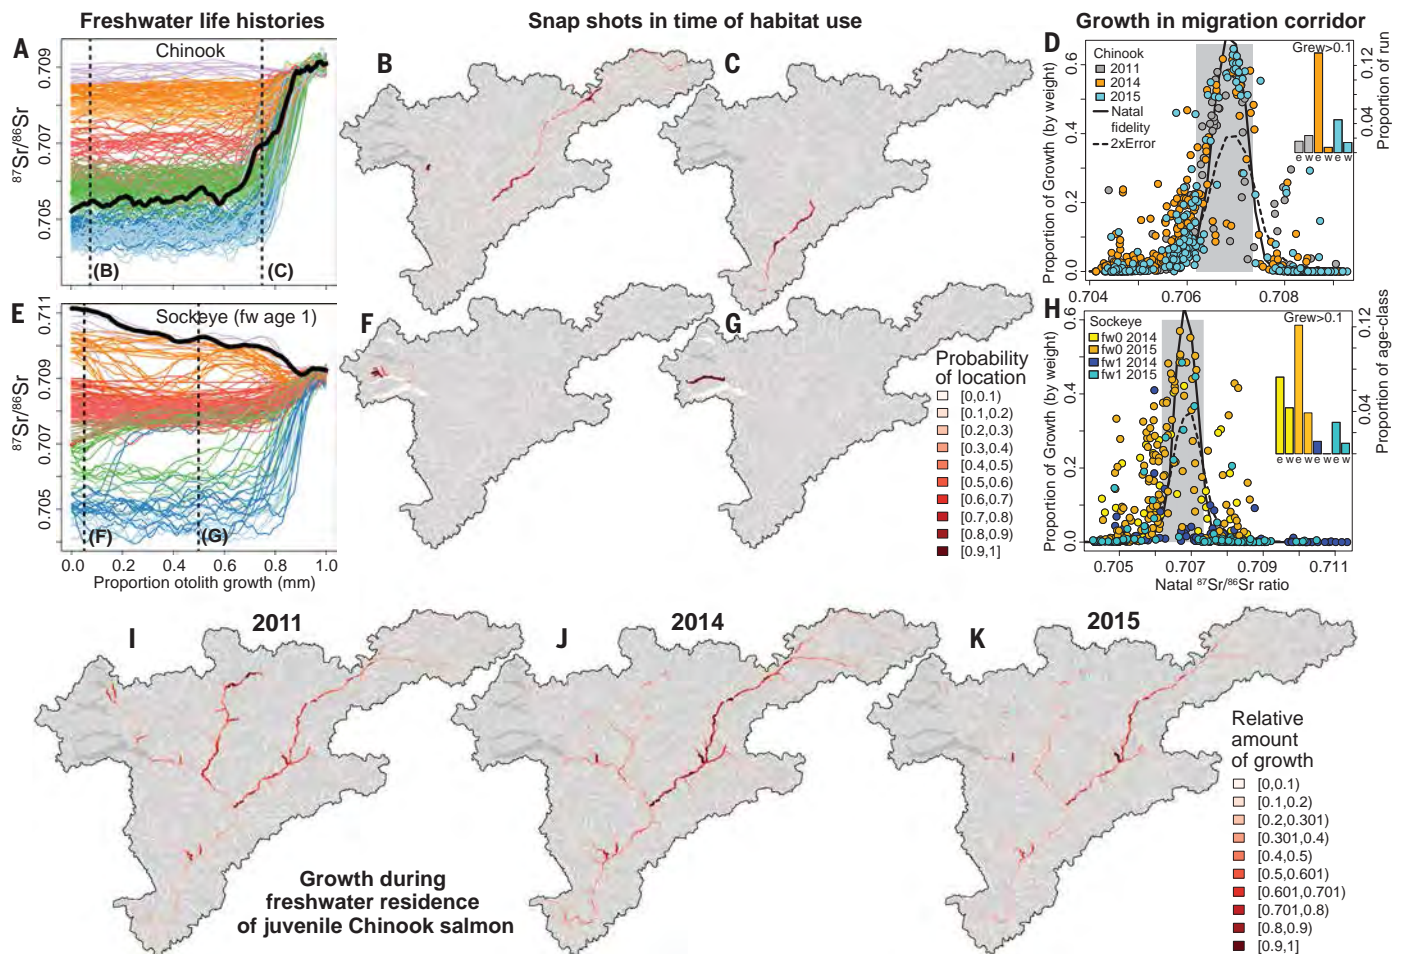 Freshwater life histories
Snap shots in time of habitat use
Growth in migration corridor
A
Chinook
0.709
0.707
0.705
87Sr/86Sr
(B)
(C)
B
C
D
Chinook
2011
2014
2015
Natal
fidelity
2xError
Grew>0.1
0.12
0.04
Proportion of run
e w e w e w
0.6
0.4
0.2
0.0
Proportion of Growth (by weight)
0.704
0.706
0.708
E
Sockeye (fw age 1)
0.711
0.709
0.707
0.705
87Sr/86Sr
(F)
(G)
0.0 0.2 0.4 0.6 0.8 1.0
Proportion otolith growth (mm)
F
G
Probability
of location
[0,0.1)
[0.1,0.2)
[0.2,0.3)
[0.3,0.4)
[0.4,0.5)
[0.5,0.6)
[0.6,0.7)
[0.7,0.8)
[0.8,0.9)
[0.9,1]
H
Sockeye
fw0 2014
fw0 2015
fw1 2014
fw1 2015
Grew>0.1
0.12
0.04
Proportion of age-class
e w e w e w e w
0.6
0.4
0.2
0.0
Proportion of Growth (by weight)
0.705
0.707
0.709
0.711
Natal 87Sr/86Sr ratio
I
2011
J
2014
K
2015
Growth during
freshwater residence
of juvenile Chinook salmon
Relative
amount
of growth
[0,0.1)
[0.1,0.2)
[0.2,0.301)
[0.301,0.4)
[0.4,0.5)
[0.5,0.601)
[0.601,0.701)
[0.701,0.8)
[0.8,0.9)
[0.9,1]